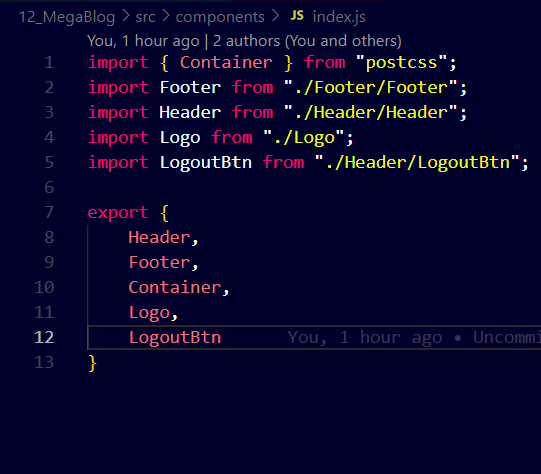 12_MegaBlog > src > components > JS index.js
You, 1 hour ago | 2 authors (You and others)
1 import { Container } from "postcss";
2 import Footer from "./Footer/Footer";
3 import Header from "./Header/Header";
4 import Logo from "./Logo";
5 import LogoutBtn from "./Header/LogoutBtn";
6
7 export {
8 Header,
9 Footer,
10 Container,
11 Logo,
12 LogoutBtn You, 1 hour ago • Uncommi
13 }